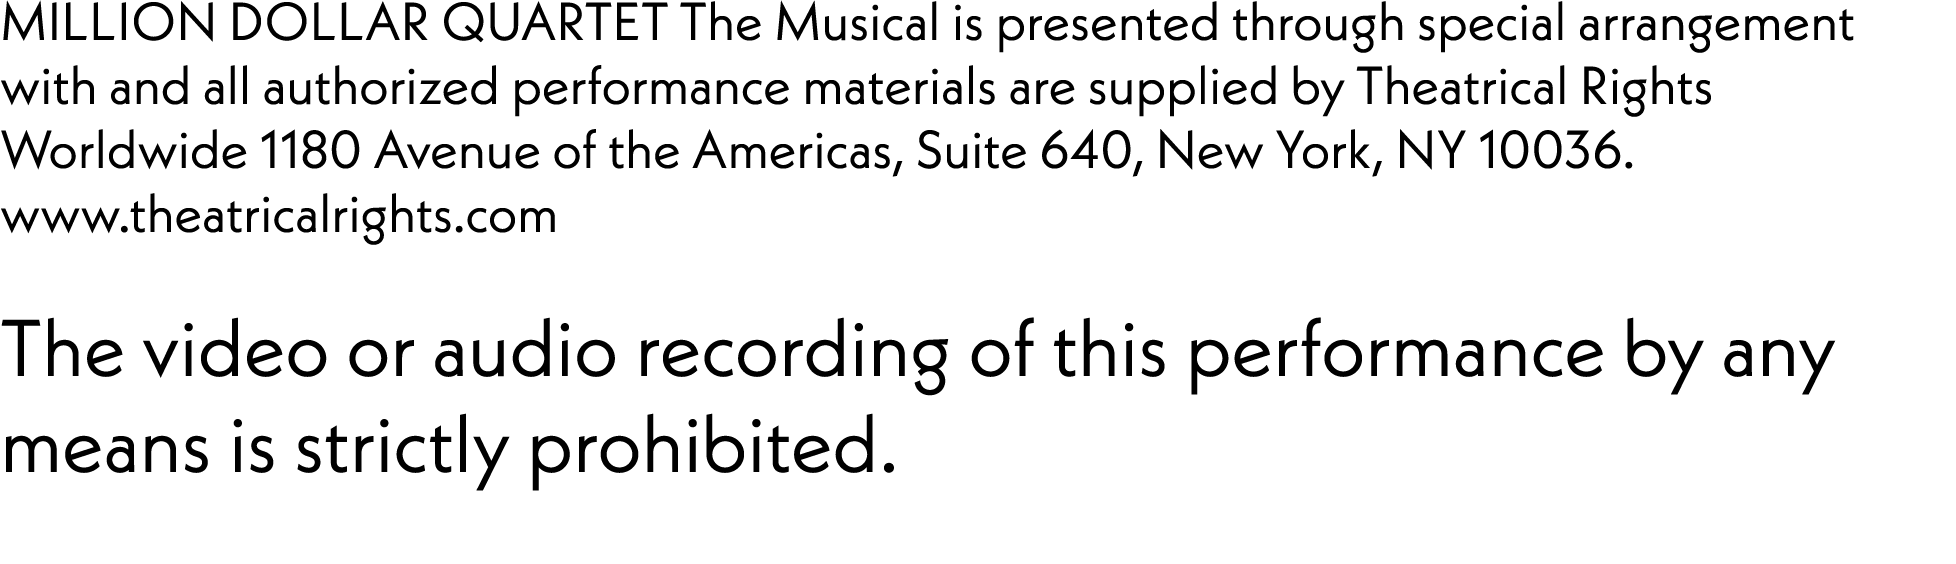 MILLION DOLLAR QUARTET The Musical is presented through special arrangement
with and all authorized performance materials are supplied by Theatrical Rights
Worldwide 1180 Avenue of the Americas, Suite 640, New York, NY 10036.
www.theatricalrights.com
The video or audio recording of this performance by any
means is strictly prohibited.